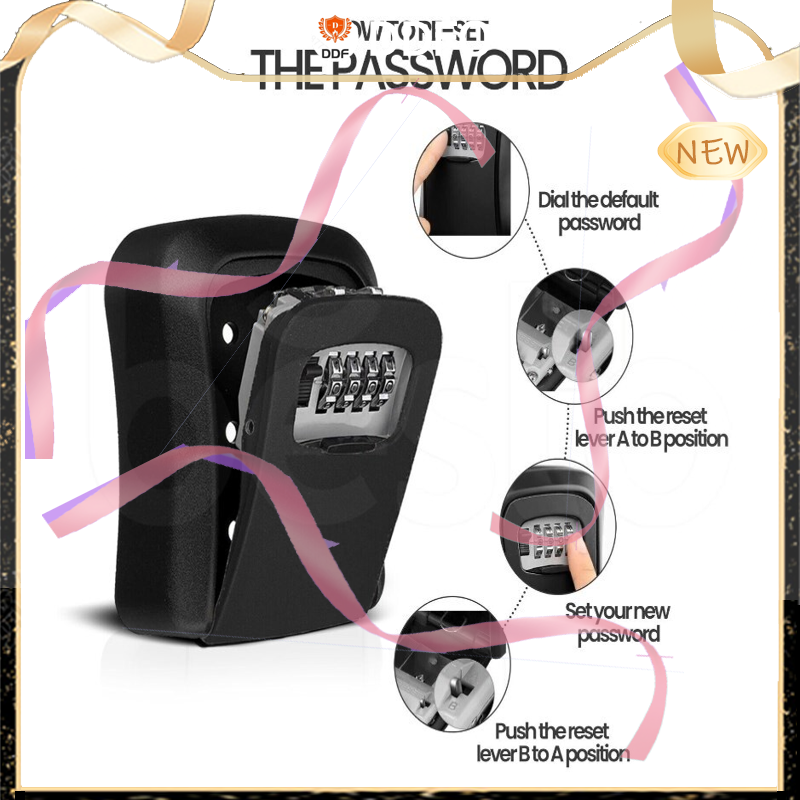 DDF
THE PASSWORD
NEW
Dial the default
password
Push the reset
lever A to B position
Set your new
password
Push the reset
lever B to A position